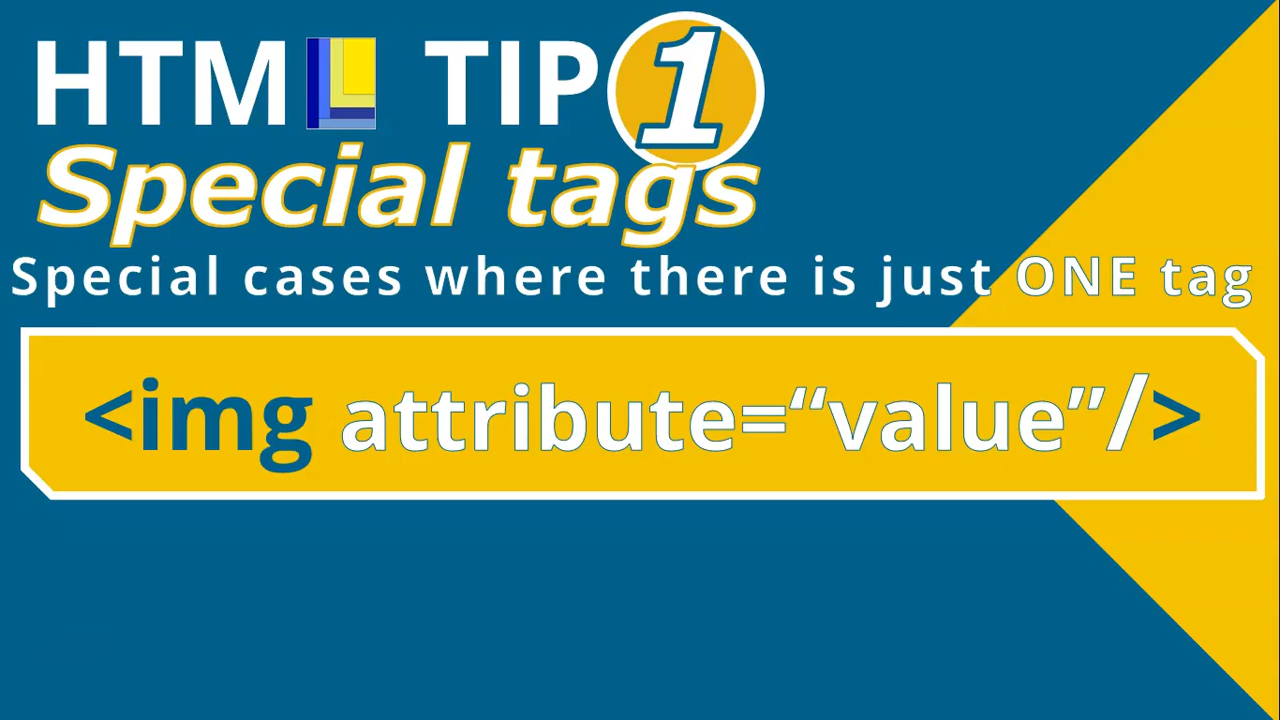 HTML TIP 1
Special tags
Special cases where there is just ONE tag
<img attribute=“value”/>